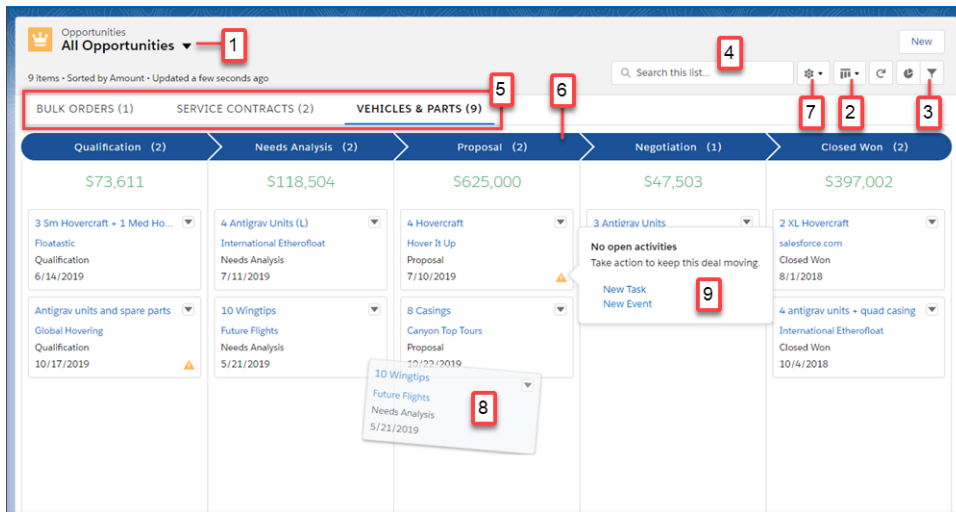 Opportunities
All Opportunities
1
New
4
Search this list...
9 items • Sorted by Amount • Updated a few seconds ago
5
6
7
2
3
BULK ORDERS (1)
SERVICE CONTRACTS (2)
VEHICLES & PARTS (9)
Qualification (2)
Needs Analysis (2)
Proposal (2)
Negotiation (1)
Closed Won (2)
$73,611
$118,504
$625,000
$47,503
$397,002
3 Sm Hovercraft + 1 Med Ho...
Floatastic
Qualification
6/14/2019
Antigrav units and spare parts
Global Hovering
Qualification
10/17/2019
4 Antigrav Units (L)
International Etherofloat
Needs Analysis
7/11/2019
10 Wingtips
Future Flights
Needs Analysis
5/21/2019
4 Hovercraft
Hover It Up
Proposal
7/10/2019
8 Casings
Canyon Top Tours
Proposal
10/22/2019
10 Wingtips
Future Flights
Needs Analysis
5/21/2019
8
3 Antigrav Units
No open activities
Take action to keep this deal moving.
New Task
New Event
9
2 XL Hovercraft
salesforce.com
Closed Won
8/1/2018
4 antigrav units + quad casing
International Etherofloat
Closed Won
10/4/2018